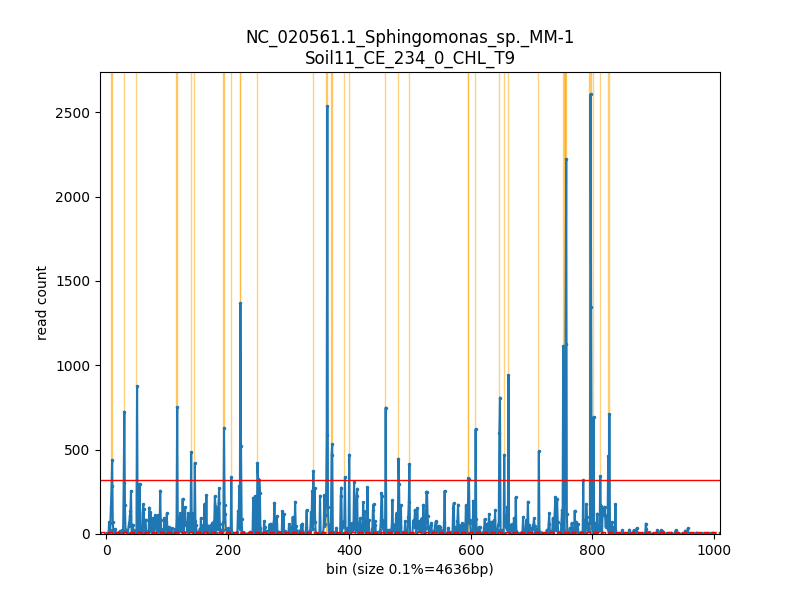 NC_020561.1_Sphingomonas_sp._MM-1
Soil11_CE_234_0_CHL_T9
2500
2000
1500
1000
500
0
read count
0 200 400 600 800 1000
bin (size 0.1%=4636bp)